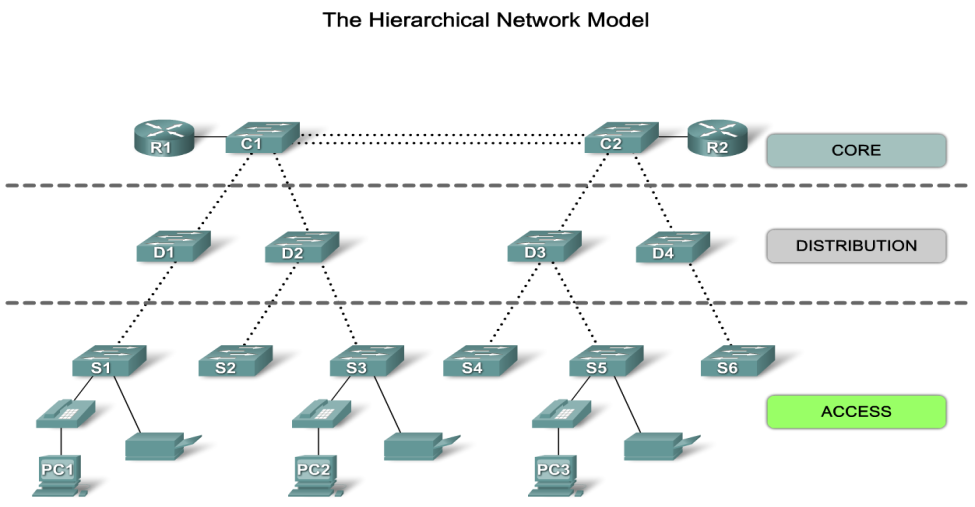 The Hierarchical Network Model
R1 C1 C2 R2 CORE
D1 D2 D3 D4 DISTRIBUTION
S1 S2 S3 S4 S5 S6
ACCESS
PC1 PC2 PC3